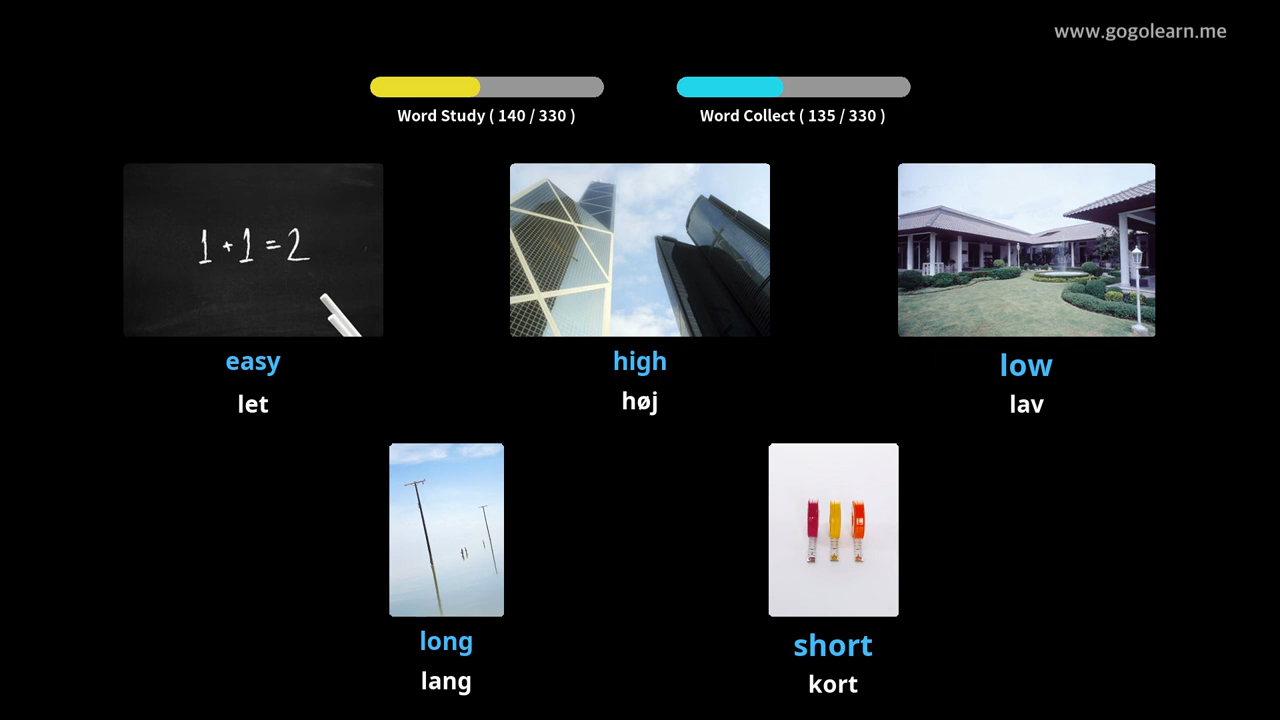 www.gogolearn.me
Word Study ( 140 / 330 )
Word Collect ( 135 / 330 )
1 + 1 = 2
easy
high
low
let
høj
lav
long
short
lang
kort